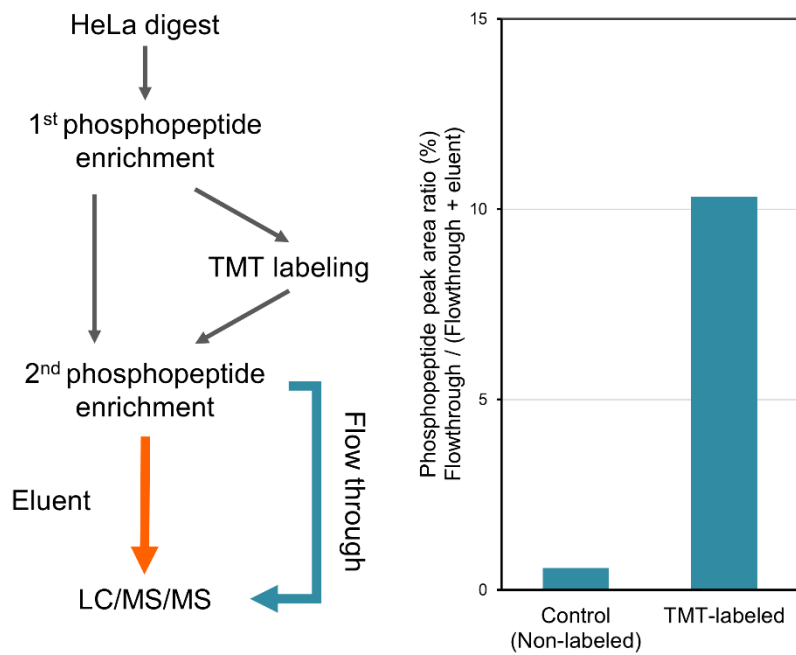 HeLa digest
1st phosphopeptide
enrichment
TMT labeling
2nd phosphopeptide
enrichment
Flow through
Eluent
LC/MS/MS
Phosphopeptide peak area ratio (%)
Flowthrough / (Flowthrough + eluent)
15
10
5
0
Control
(Non-labeled)
TMT-labeled